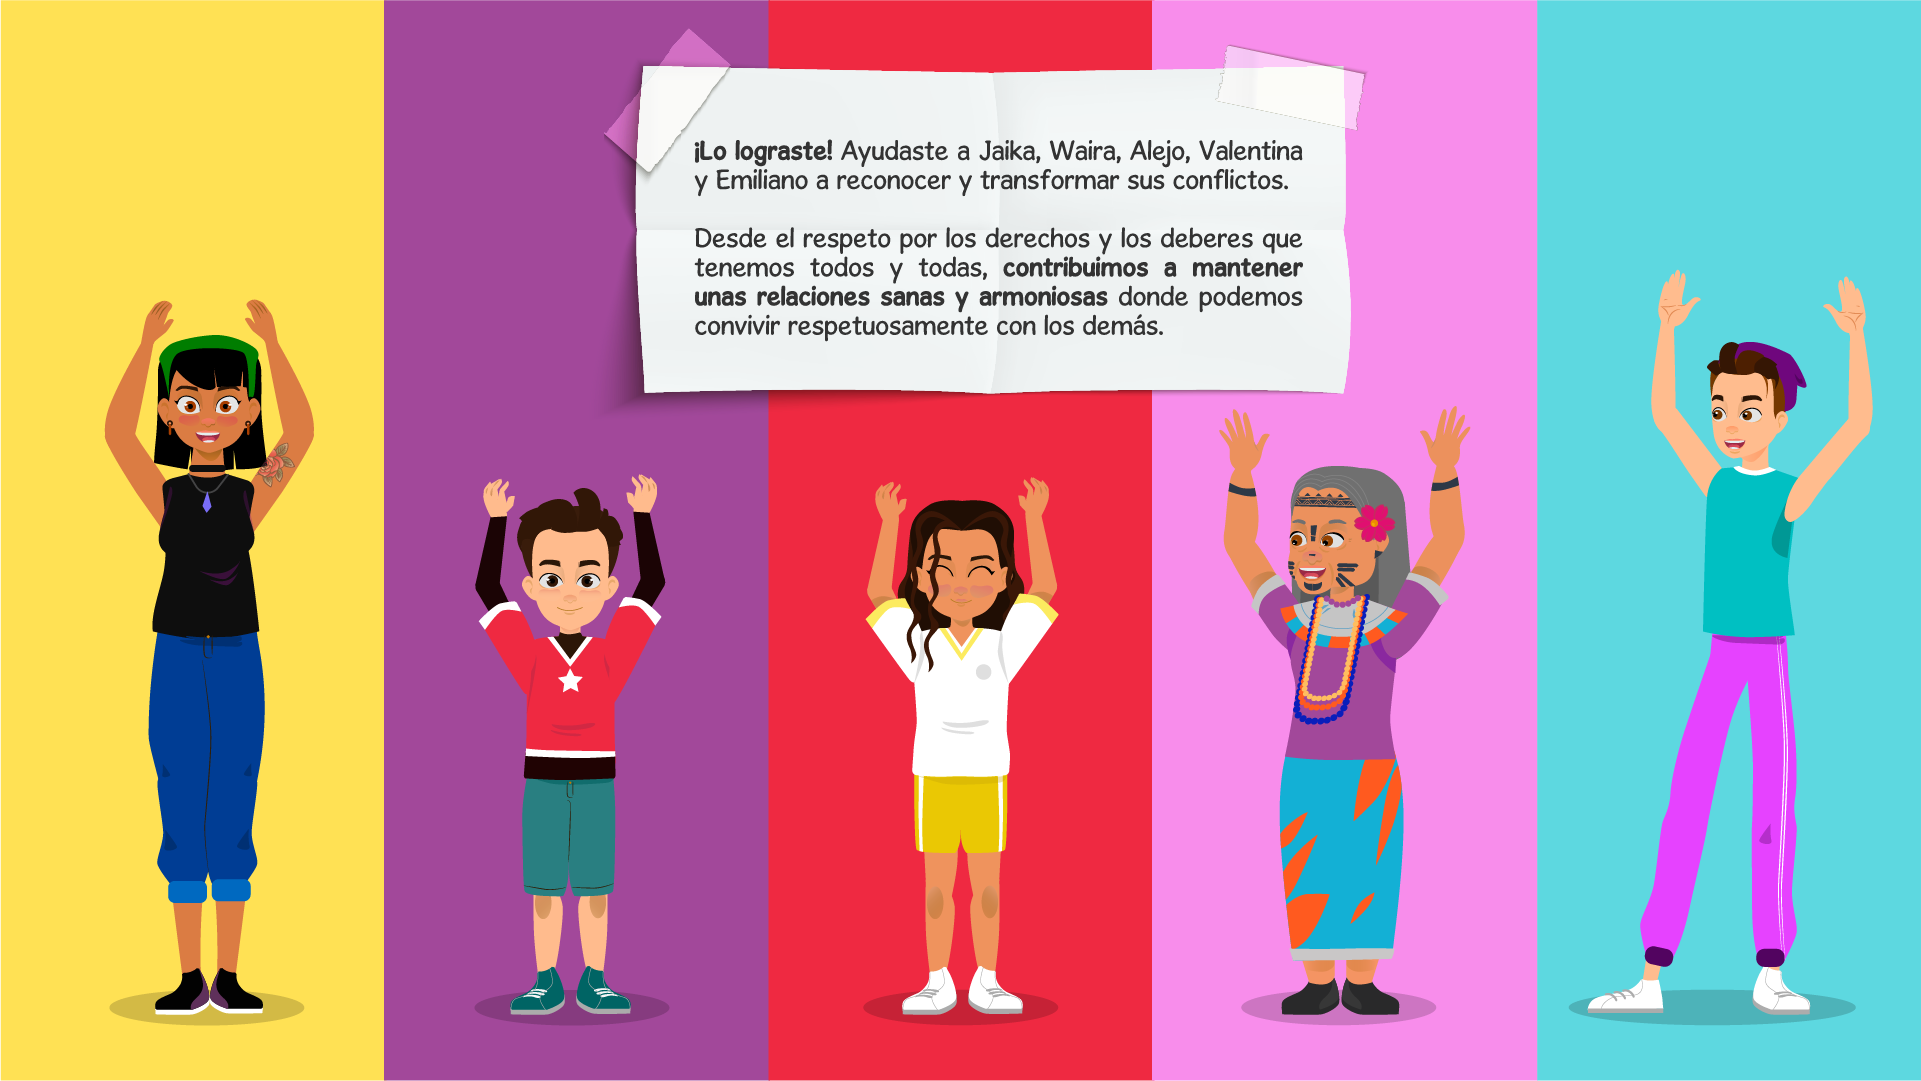 ¡Lo lograste! Ayudaste a Jaika, Waira, Alejo, Valentina
y Emiliano a reconocer y transformar sus conflictos.
Desde el respeto por los derechos y los deberes que
tenemos todos y todas, contribuimos a mantener
unas relaciones sanas y armoniosas donde podemos
convivir respetuosamente con los demás.